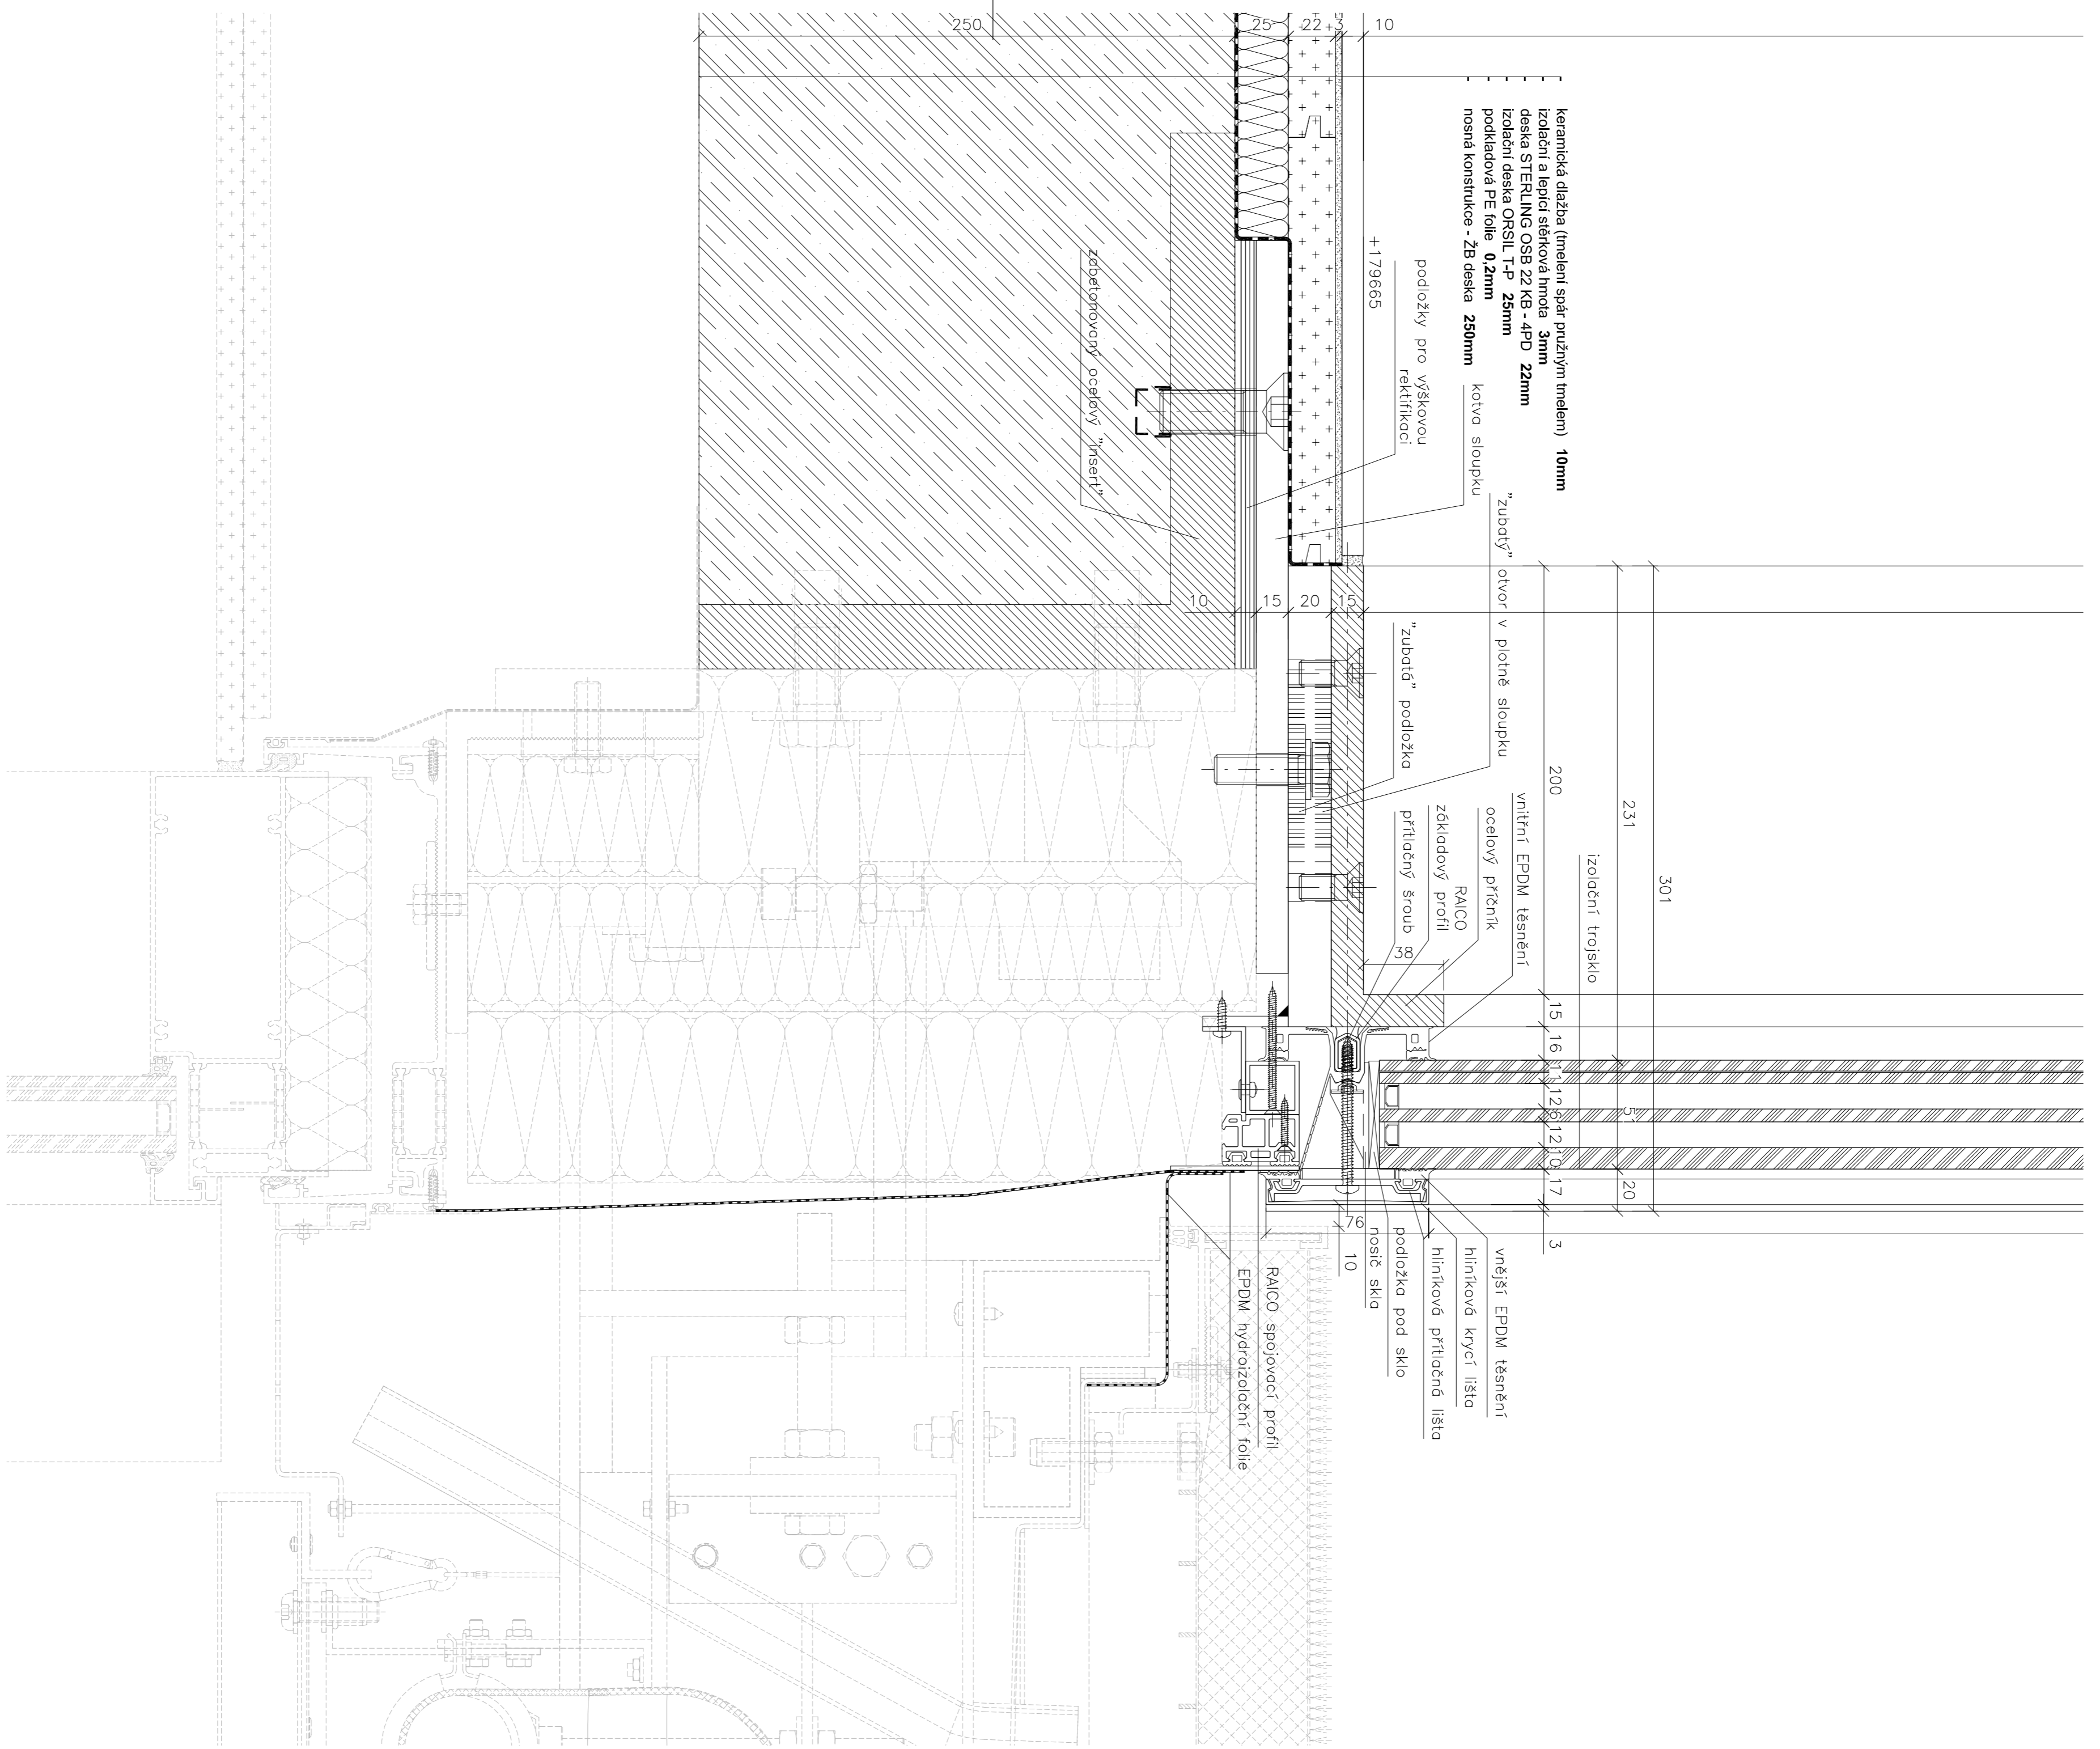 keramická dlažba (tmelení spár pružným tmelem) 10mm
izolační a lepící stěrková hmota 3mm
deska STERLING OSB 22 KB - 4PD 22mm
izolační deska ORSIL T-P 25mm
podkladová PE folie 0,2mm
nosná konstrukce - ŽB deska 250mm
250
25
22
3
10
+179665
podložky pro výškovou
rektifikaci
kotva sloupku
zabetonovaný ocelový "insert"
"zubatý" otvor v plotně sloupku
"zubatá" podložka
10
15
20
15
301
231
200
izolační trojsklo
vnitřní EPDM těsnění
ocelový příčník
RAICO
základový profil
přítlačný šroub
38
15
16
11
12
6
12
10
17
3
5
20
76
10
vnější EPDM těsnění
hliníková krycí lišta
hliníková přítlačná lišta
podložka pod sklo
nosič skla
RAICO spojovací profil
EPDM hydroizolační folie